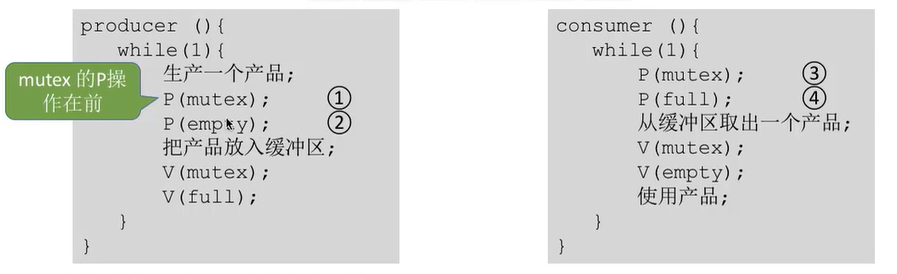 producer (){
while(1){
生产一个产品;
mutex 的P操
作在前
P(mutex); ①
P(empty); ②
把产品放入缓冲区;
V(mutex);
V(full);
}
}
consumer (){
while(1){
P(mutex); ③
P(full); ④
从缓冲区取出一个产品;
V(mutex);
V(empty);
使用产品;
}
}